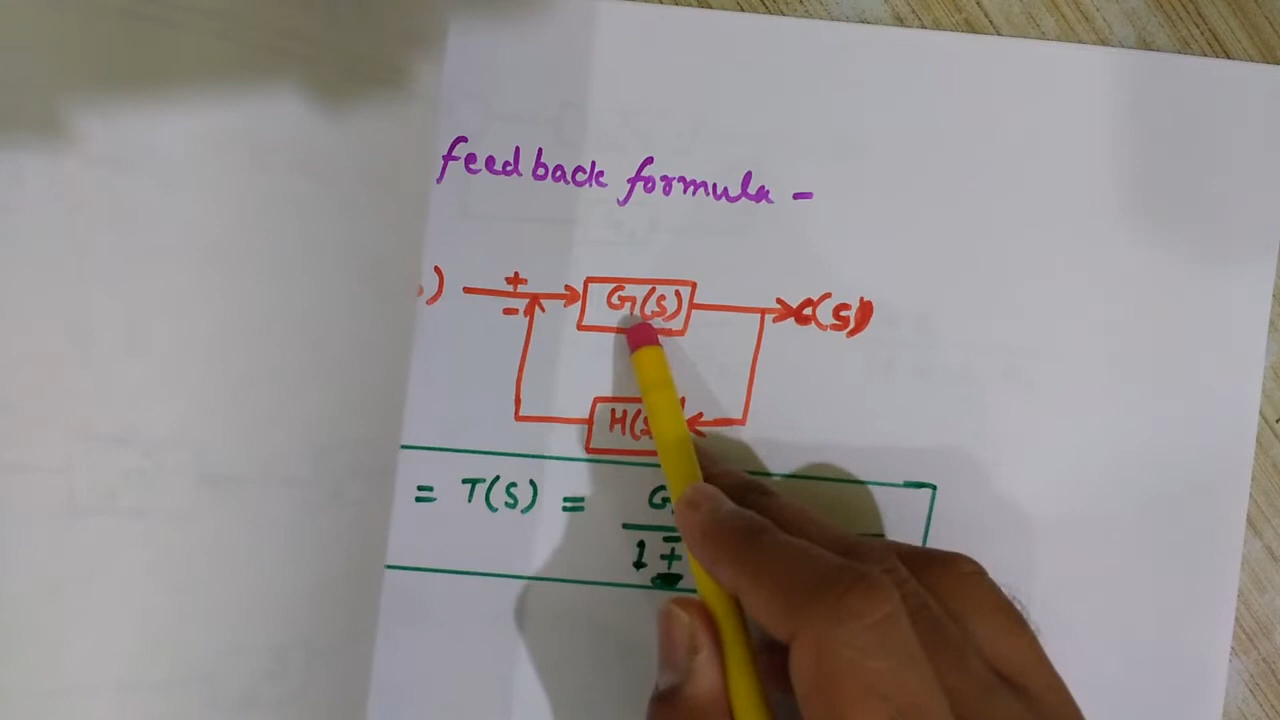 feedback formula -
+
-
G(s)
C(s)
H(s
= T(S) = G
1 ∓